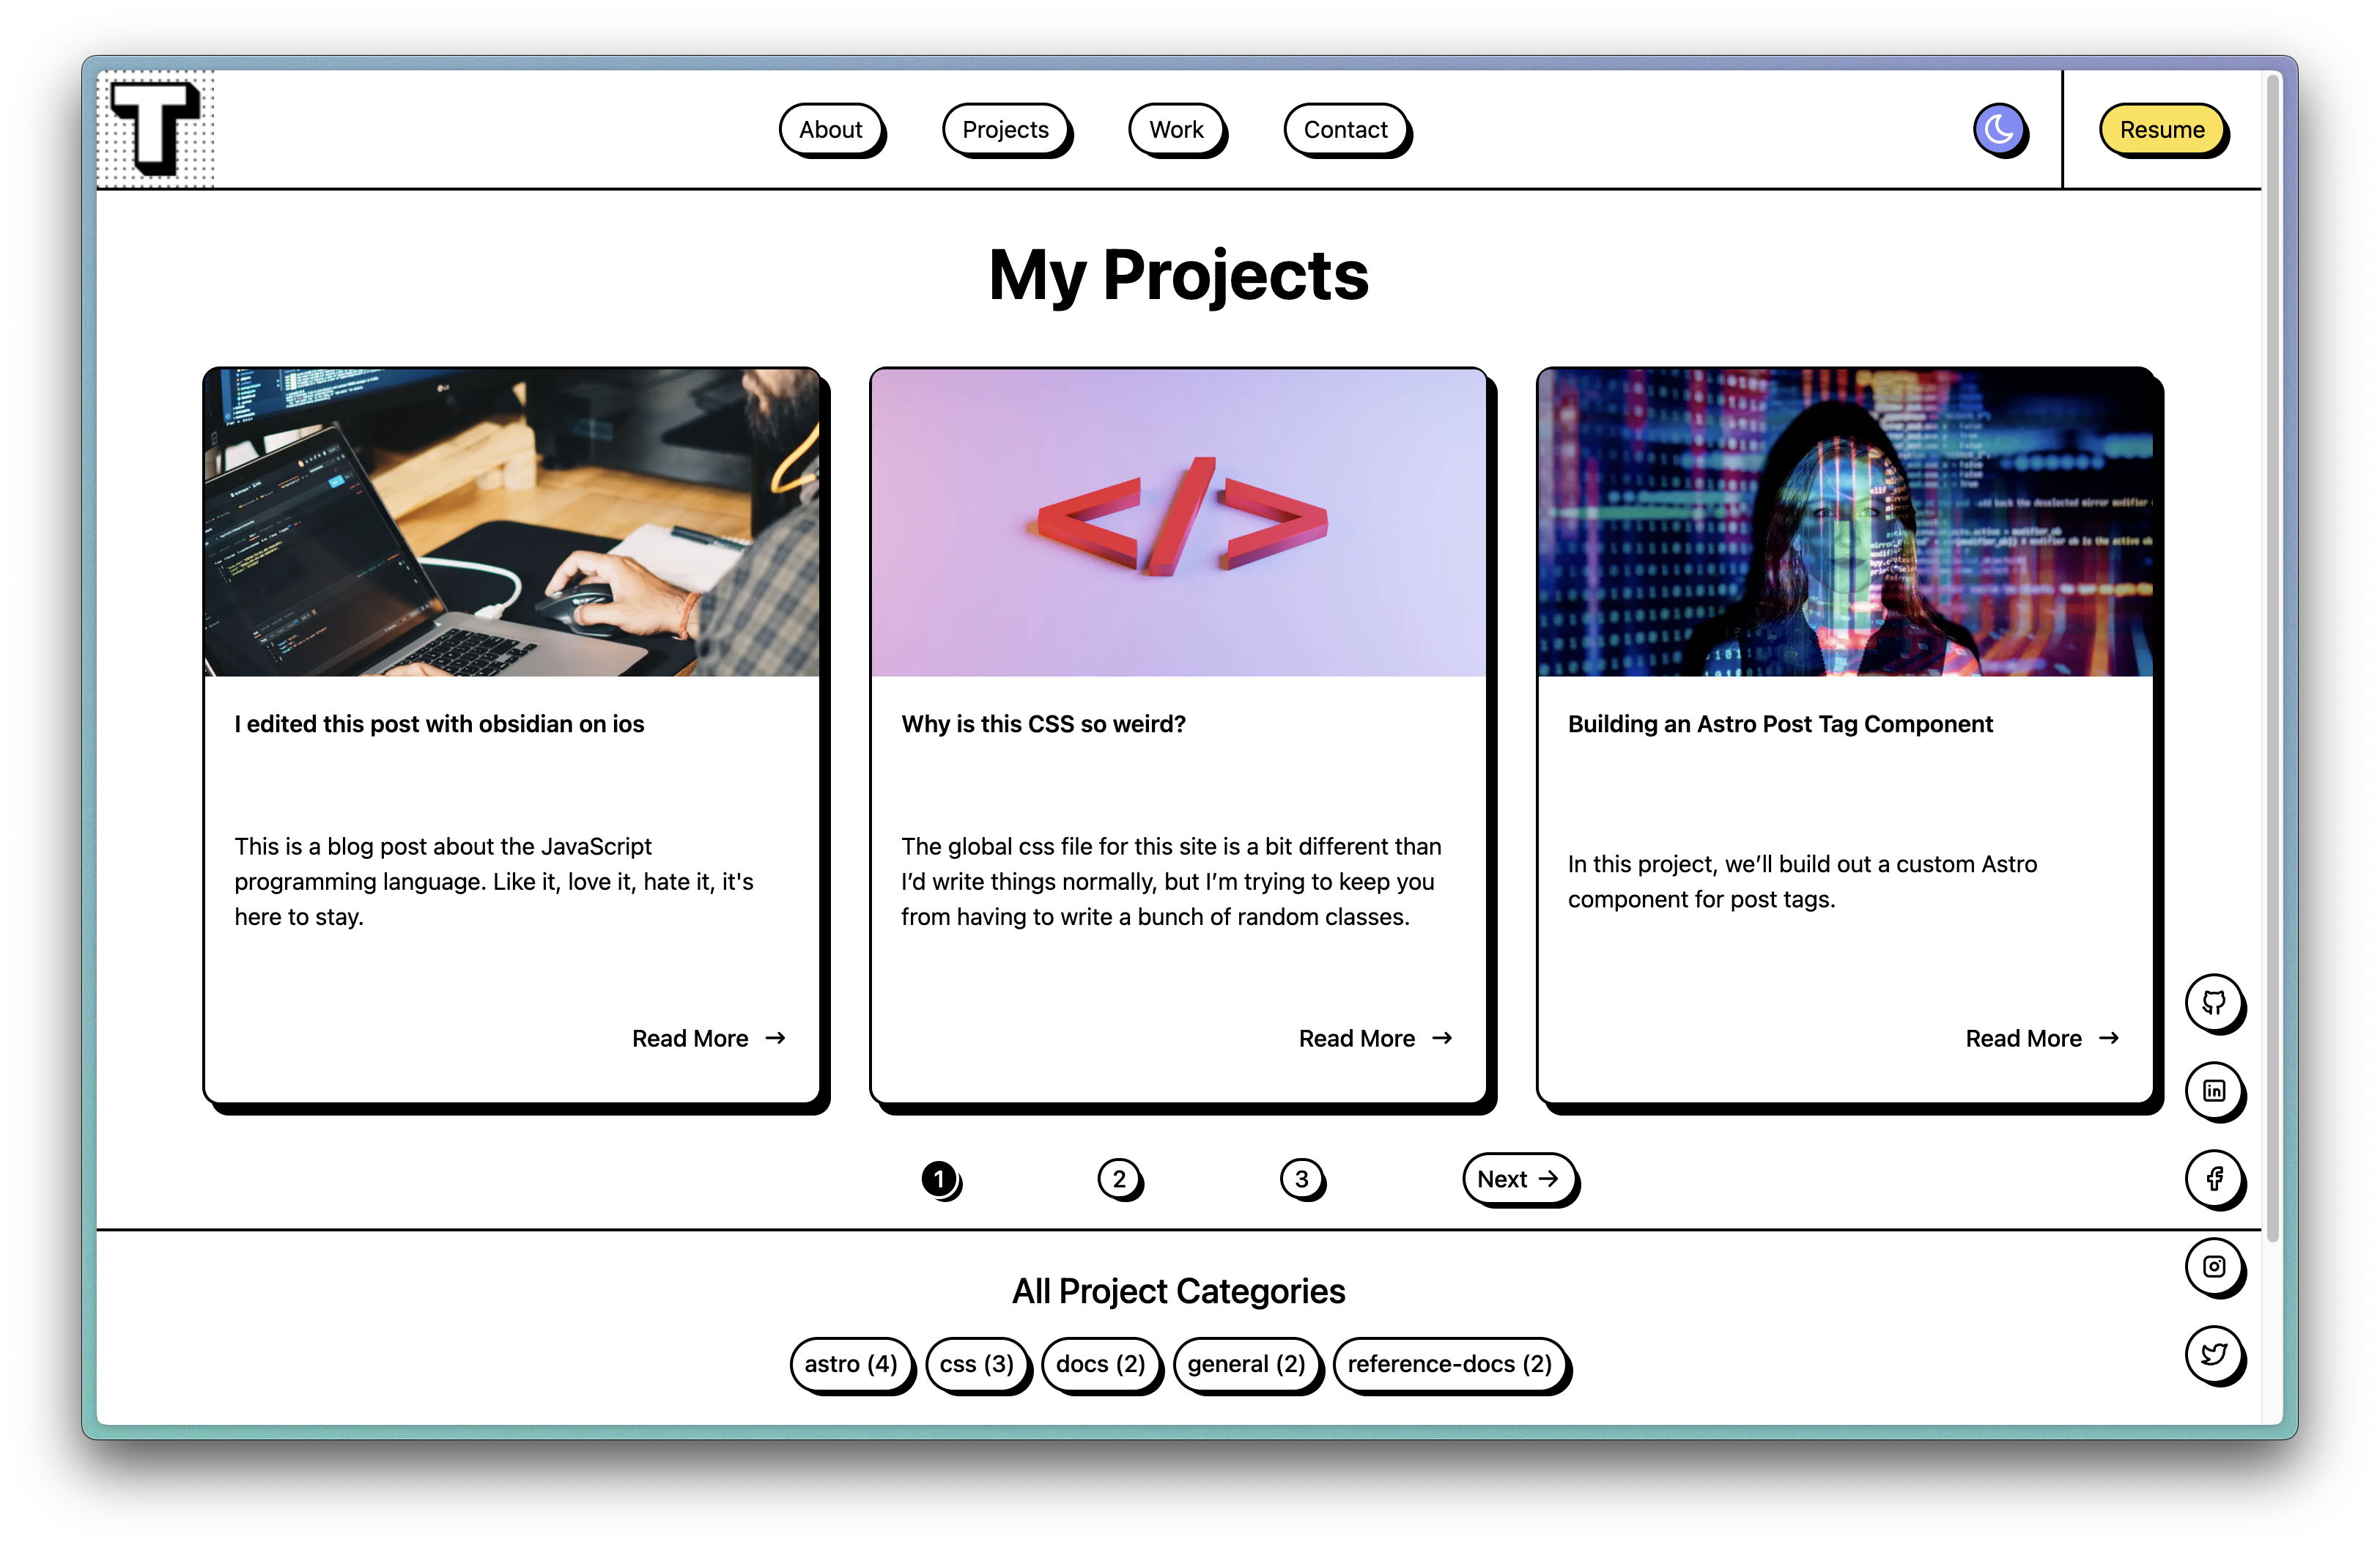 T
About
Projects
Work
Contact
Resume
My Projects
I edited this post with obsidian on ios
This is a blog post about the JavaScript
programming language. Like it, love it, hate it, it's
here to stay.
Read More →
</>
Why is this CSS so weird?
The global css file for this site is a bit different than
I’d write things normally, but I’m trying to keep you
from having to write a bunch of random classes.
Read More →
Building an Astro Post Tag Component
In this project, we’ll build out a custom Astro
component for post tags.
Read More →
in
1
2
3
Next →
All Project Categories
astro (4)
css (3)
docs (2)
general (2)
reference-docs (2)